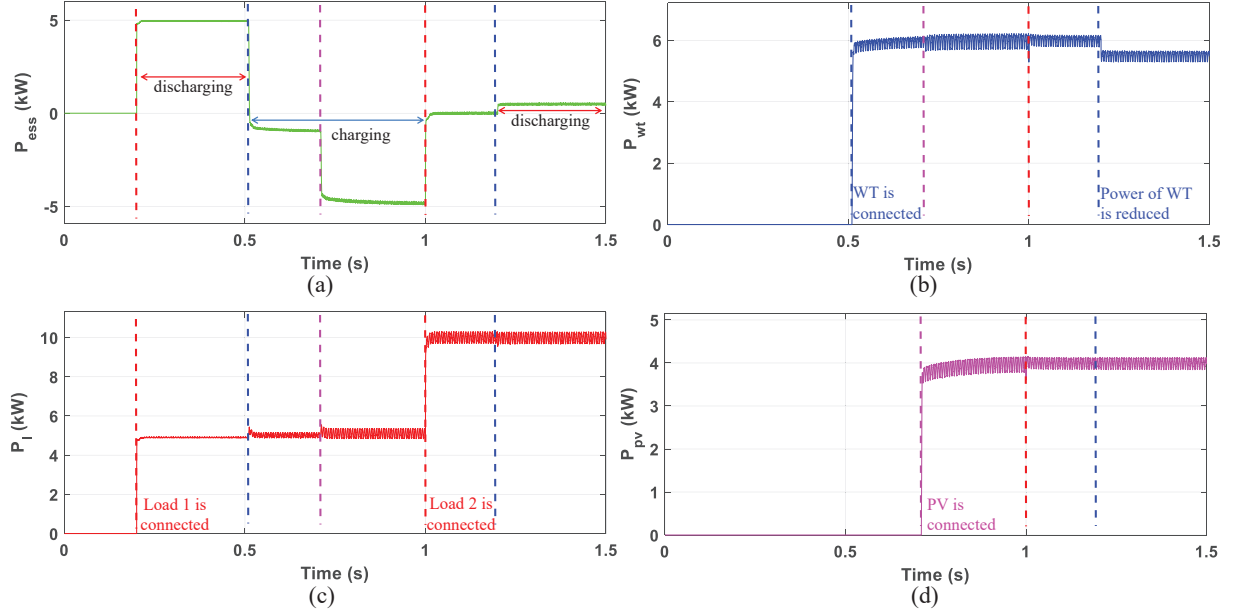 5
0
-5
P_ess (kW)
discharging
charging
discharging
0
0.5
1
1.5
Time (s)
(a)
8
6
4
2
0
P_wt (kW)
WT is
connected
Power of WT
is reduced
0
0.5
1
1.5
Time (s)
(b)
10
8
6
4
2
0
P_l (kW)
Load 1 is
connected
Load 2 is
connected
0
0.5
1
1.5
Time (s)
(c)
5
4
3
2
1
0
P_pv (kW)
PV is
connected
0
0.5
1
1.5
Time (s)
(d)